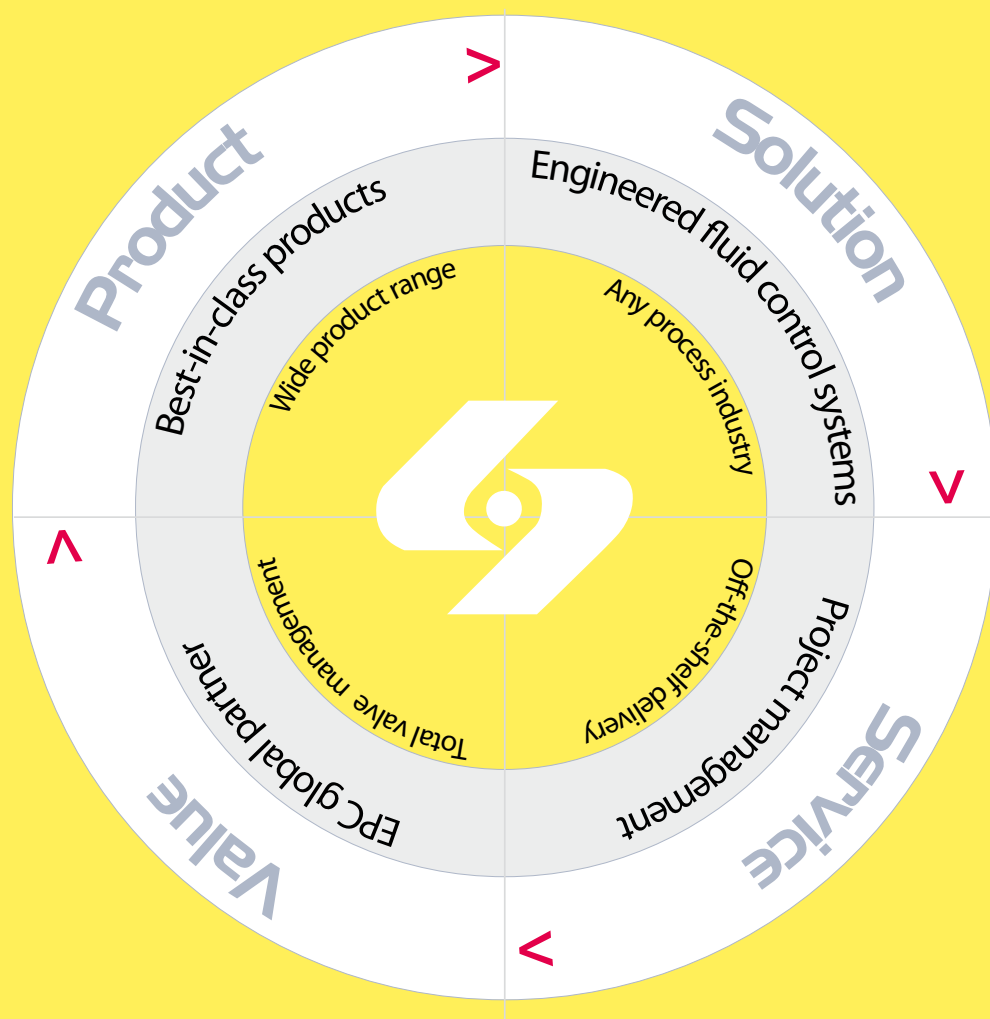 Product
Best-in-class products
Wide product range
>
Solution
Engineered fluid control systems
Any process industry
>
Service
Project management
Off-the-shelf delivery
>
Value
EPC global partner
Total valve management
>